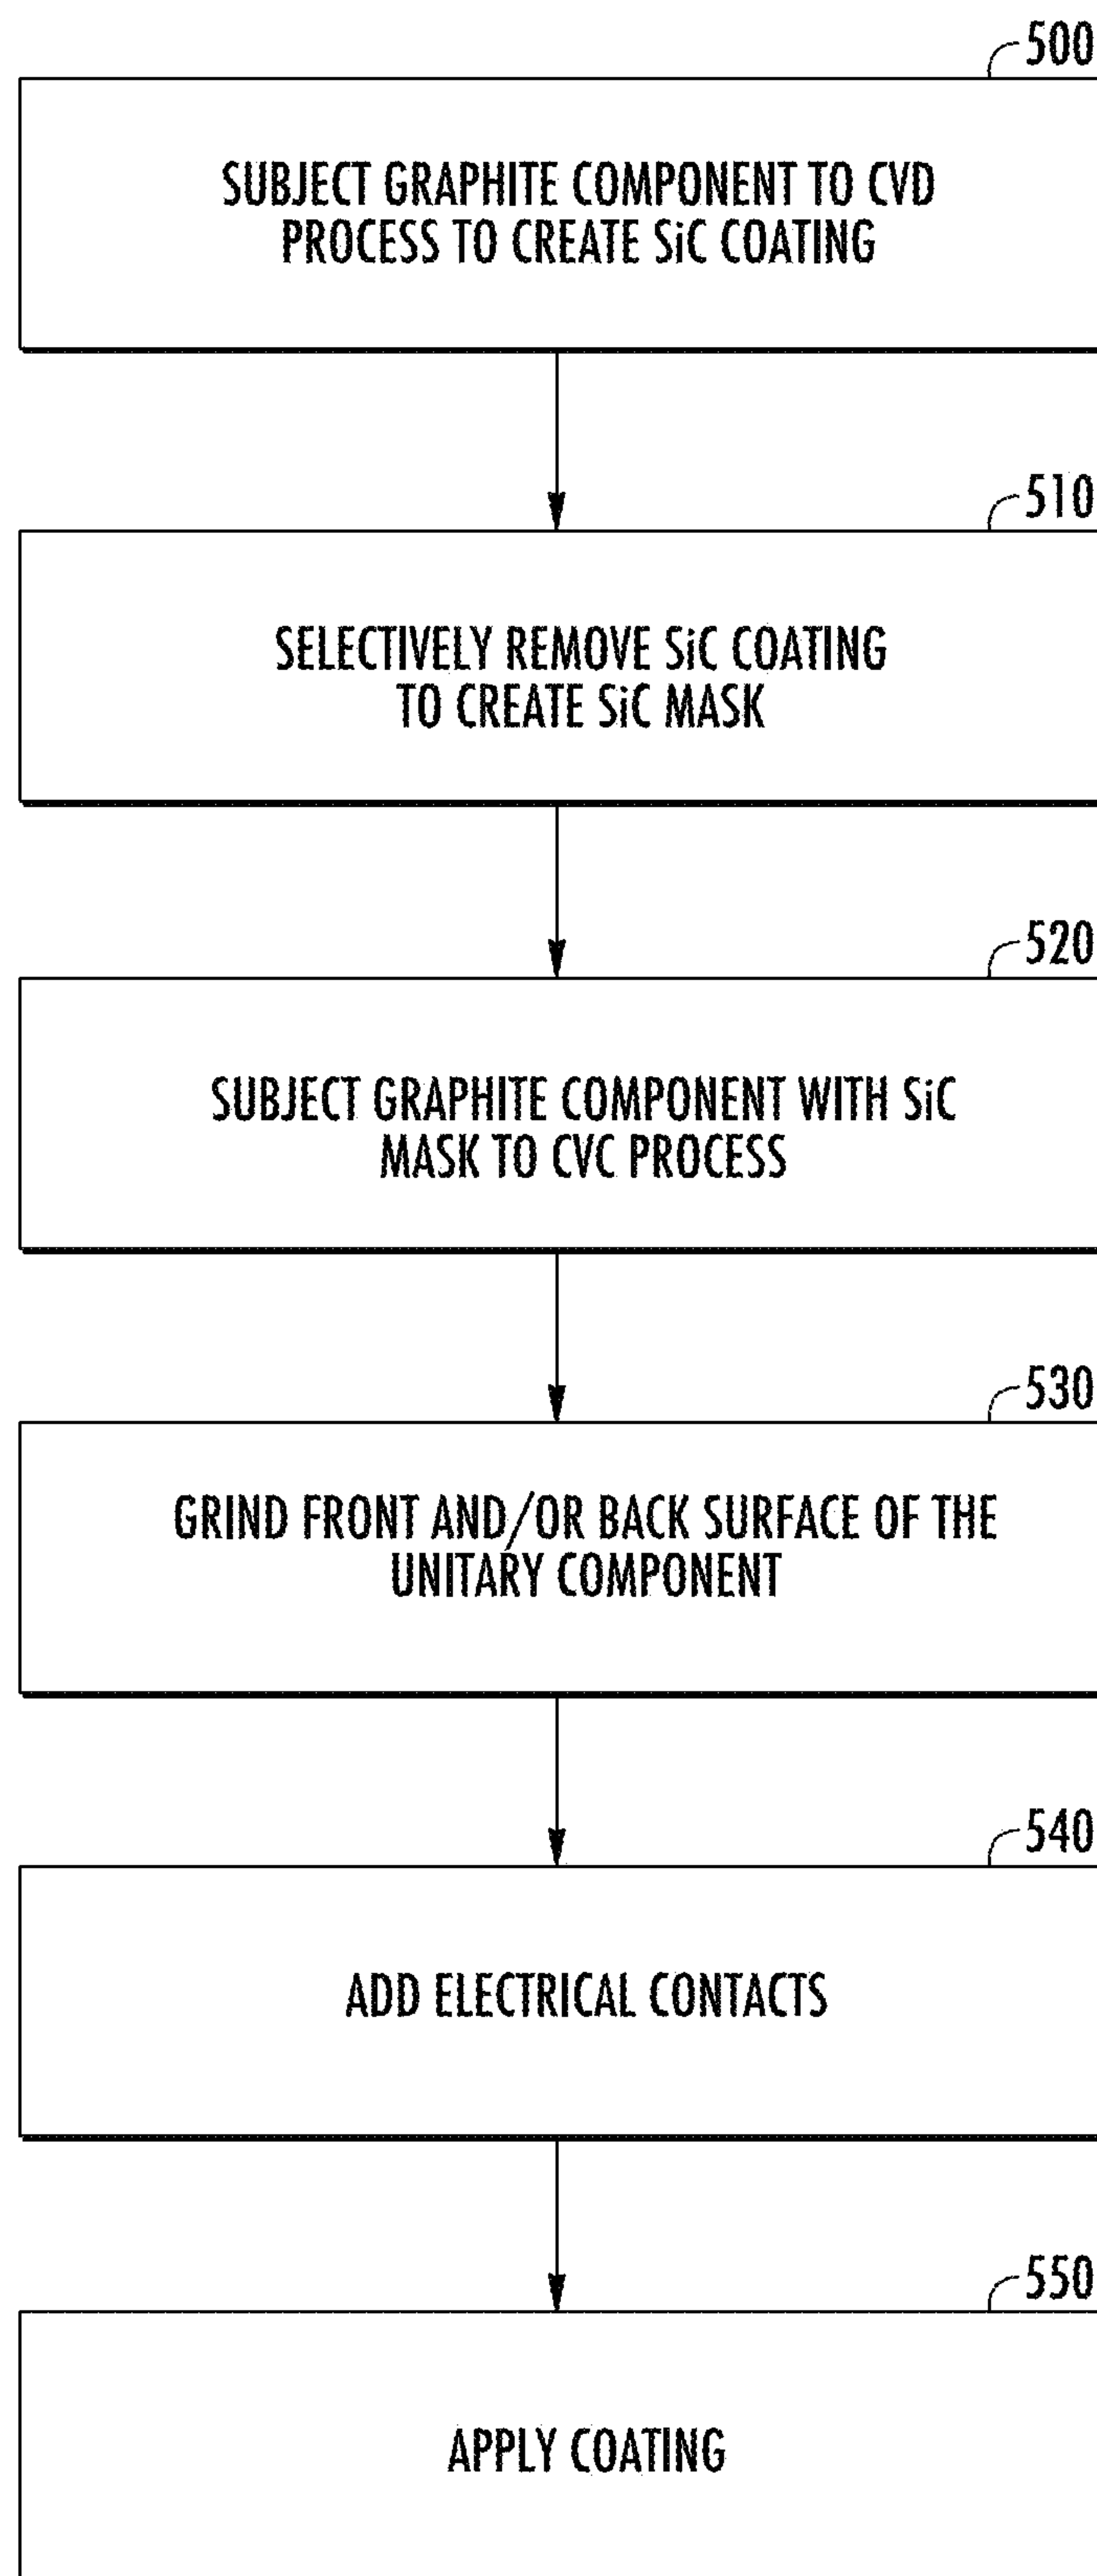 500
SUBJECT GRAPHITE COMPONENT TO CVD
PROCESS TO CREATE SiC COATING
510
SELECTIVELY REMOVE SiC COATING
TO CREATE SiC MASK
520
SUBJECT GRAPHITE COMPONENT WITH SiC
MASK TO CVC PROCESS
530
GRIND FRONT AND/OR BACK SURFACE OF THE
UNITARY COMPONENT
540
ADD ELECTRICAL CONTACTS
550
APPLY COATING